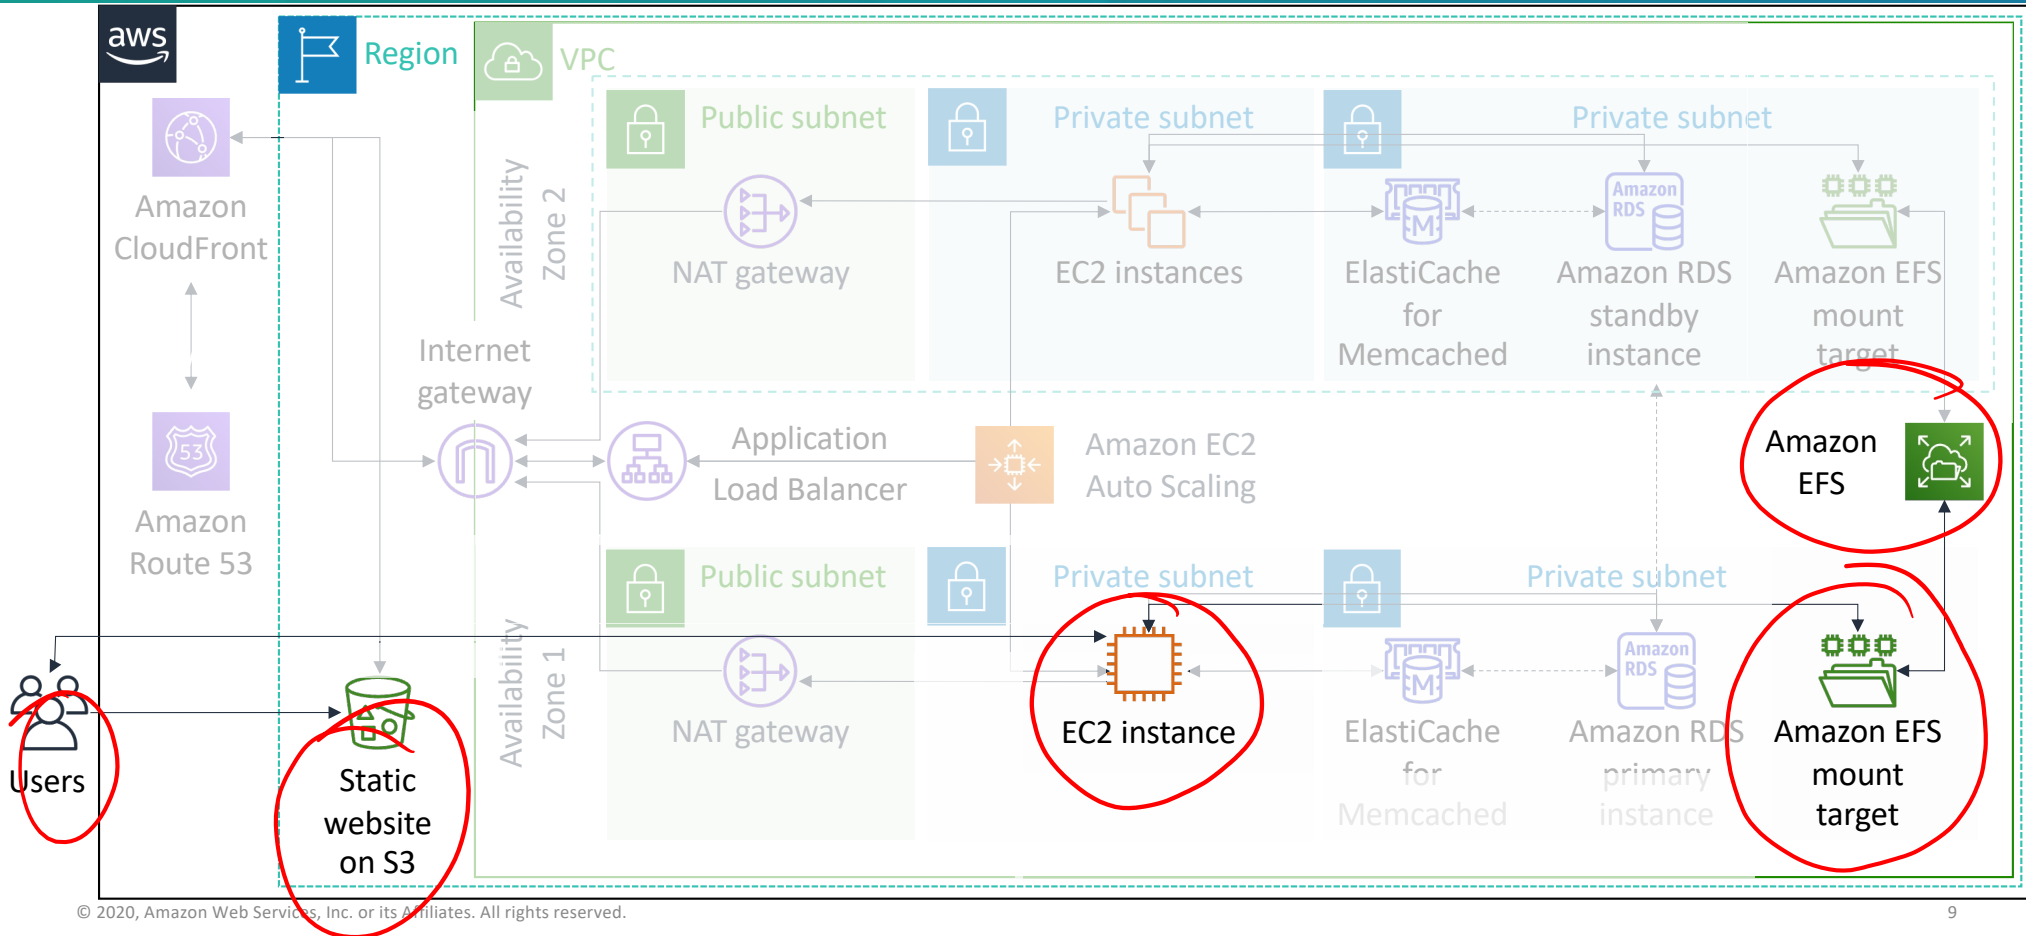 aws
Region
VPC
Public subnet
Private subnet
Private subnet
Amazon
CloudFront
Availability
Zone 2
NAT gateway
EC2 instances
ElastiCache
for
Memcached
Amazon
RDS
Amazon RDS
standby
instance
Amazon EFS
mount
target
Internet
gateway
53
Amazon
Route 53
Application
Load Balancer
Amazon EC2
Auto Scaling
Amazon
EFS
Public subnet
Private subnet
Private subnet
Availability
Zone 1
Users
Static
website
on S3
NAT gateway
EC2 instance
ElastiCache
for
Memcached
Amazon
RDS
Amazon RDS
primary
instance
Amazon EFS
mount
target
M
M
© 2020, Amazon Web Services, Inc. or its Affiliates. All rights reserved.
9